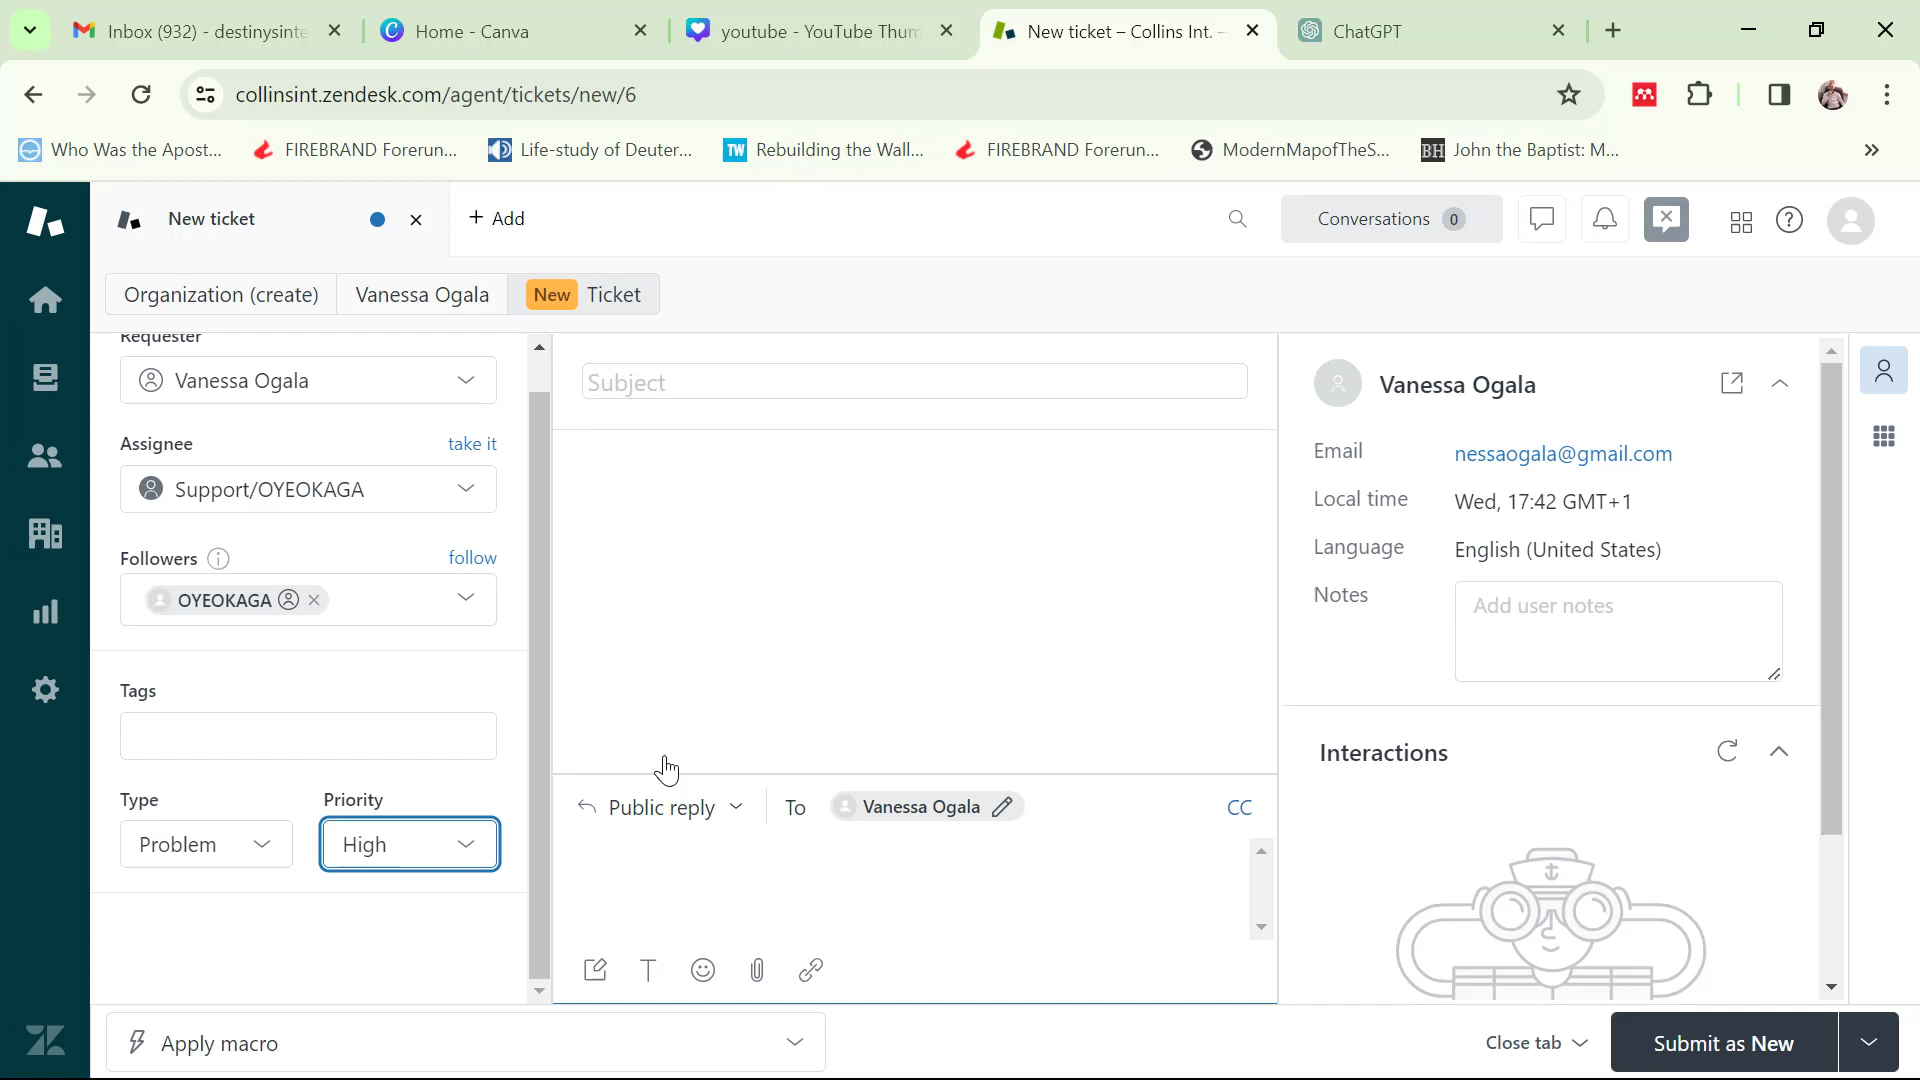 Inbox (932) - destinysinte
Home - Canva
youtube - YouTube Thum
New ticket – Collins Int. –
ChatGPT
collinsint.zendesk.com/agent/tickets/new/6
Who Was the Apost...
FIREBRAND Forerun...
Life-study of Deuter...
TW
Rebuilding the Wall...
FIREBRAND Forerun...
ModernMapofTheS...
BH
John the Baptist: M...
New ticket
+ Add
Conversations 0
Organization (create)
Vanessa Ogala
New Ticket
Requester
Vanessa Ogala
Assignee
take it
Support/OYEOKAGA
Followers
follow
OYEOKAGA
Tags
Type
Priority
Problem
High
Subject
Public reply
To
Vanessa Ogala
CC
Vanessa Ogala
Email
nessaogala@gmail.com
Local time
Wed, 17:42 GMT+1
Language
English (United States)
Notes
Add user notes
Interactions
Apply macro
Close tab
Submit as New